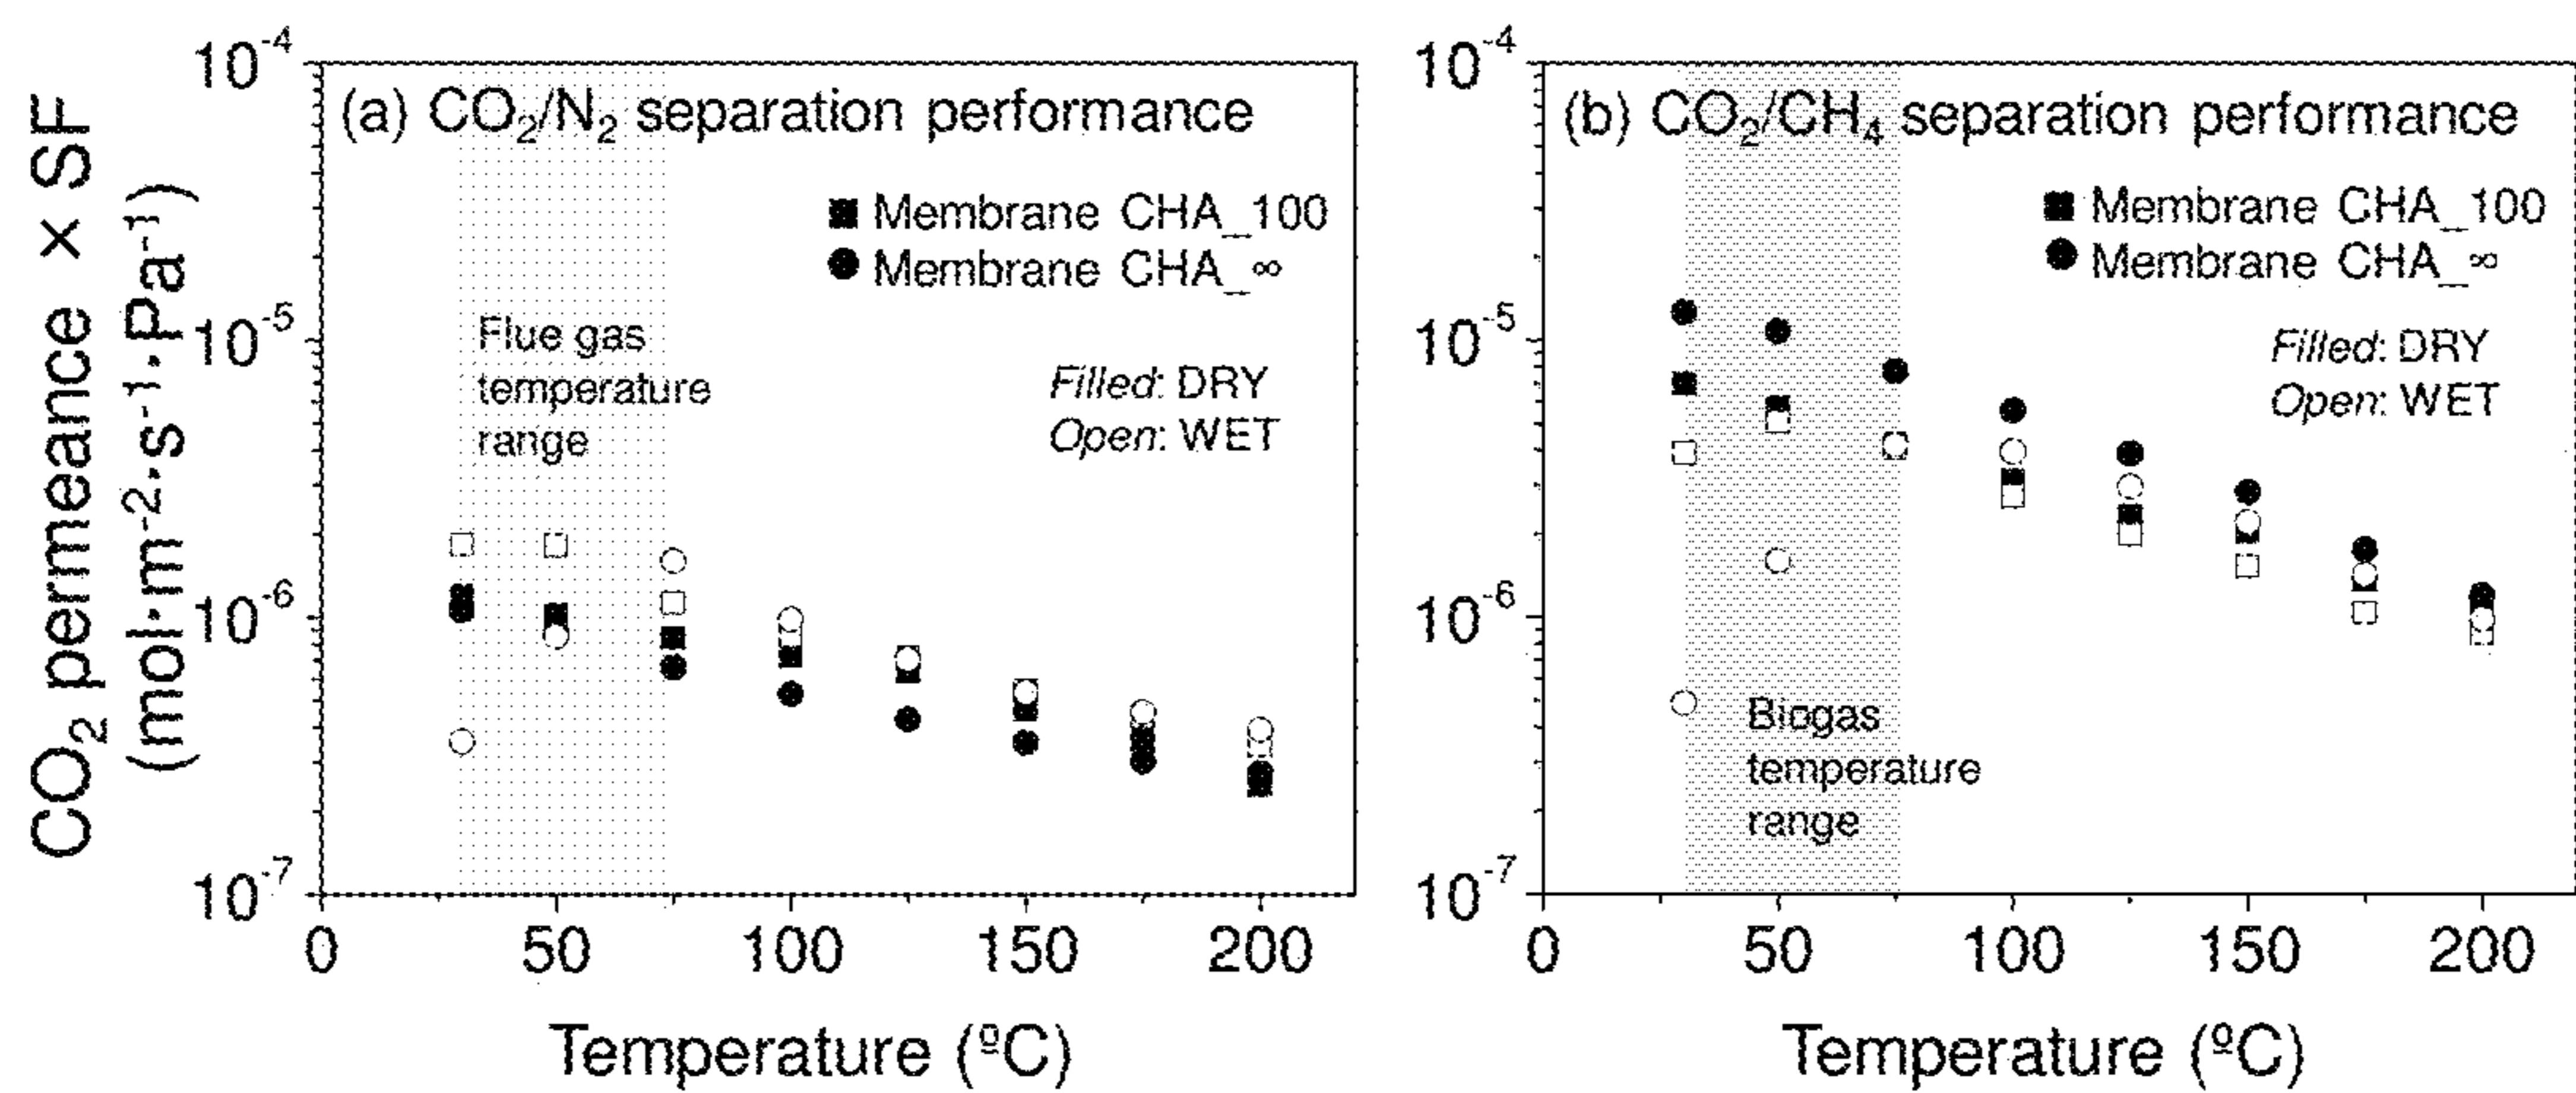 CO₂ permeance × SF
(mol·m⁻²·s⁻¹·Pa⁻¹)
10⁻⁴
10⁻⁵
10⁻⁶
10⁻⁷
(a) CO₂/N₂ separation performance
Membrane CHA_100
Membrane CHA_∞
Flue gas
temperature
range
Filled: DRY
Open: WET
0 50 100 150 200
Temperature (ºC)
10⁻⁴
10⁻⁵
10⁻⁶
10⁻⁷
(b) CO₂/CH₄ separation performance
Membrane CHA_100
Membrane CHA_∞
Filled: DRY
Open: WET
Biogas
temperature
range
0 50 100 150 200
Temperature (ºC)